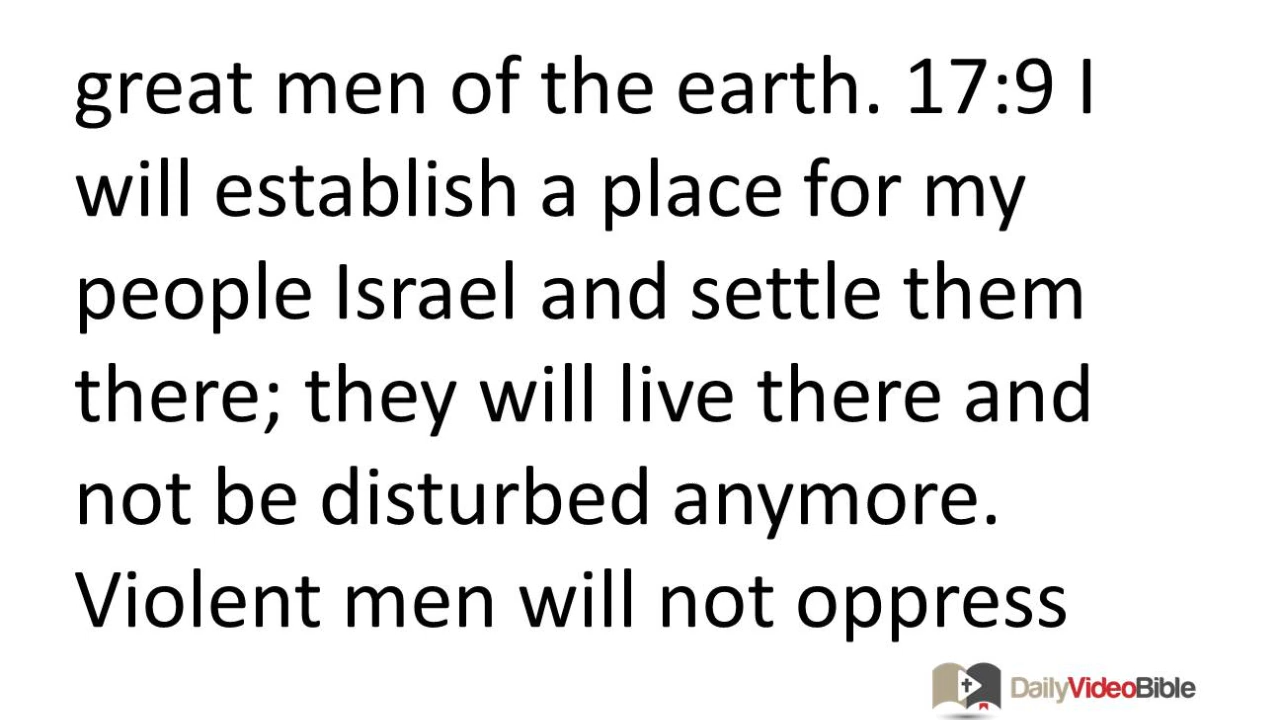 great men of the earth. 17:9 I
will establish a place for my
people Israel and settle them
there; they will live there and
not be disturbed anymore.
Violent men will not oppress
DailyVideoBible